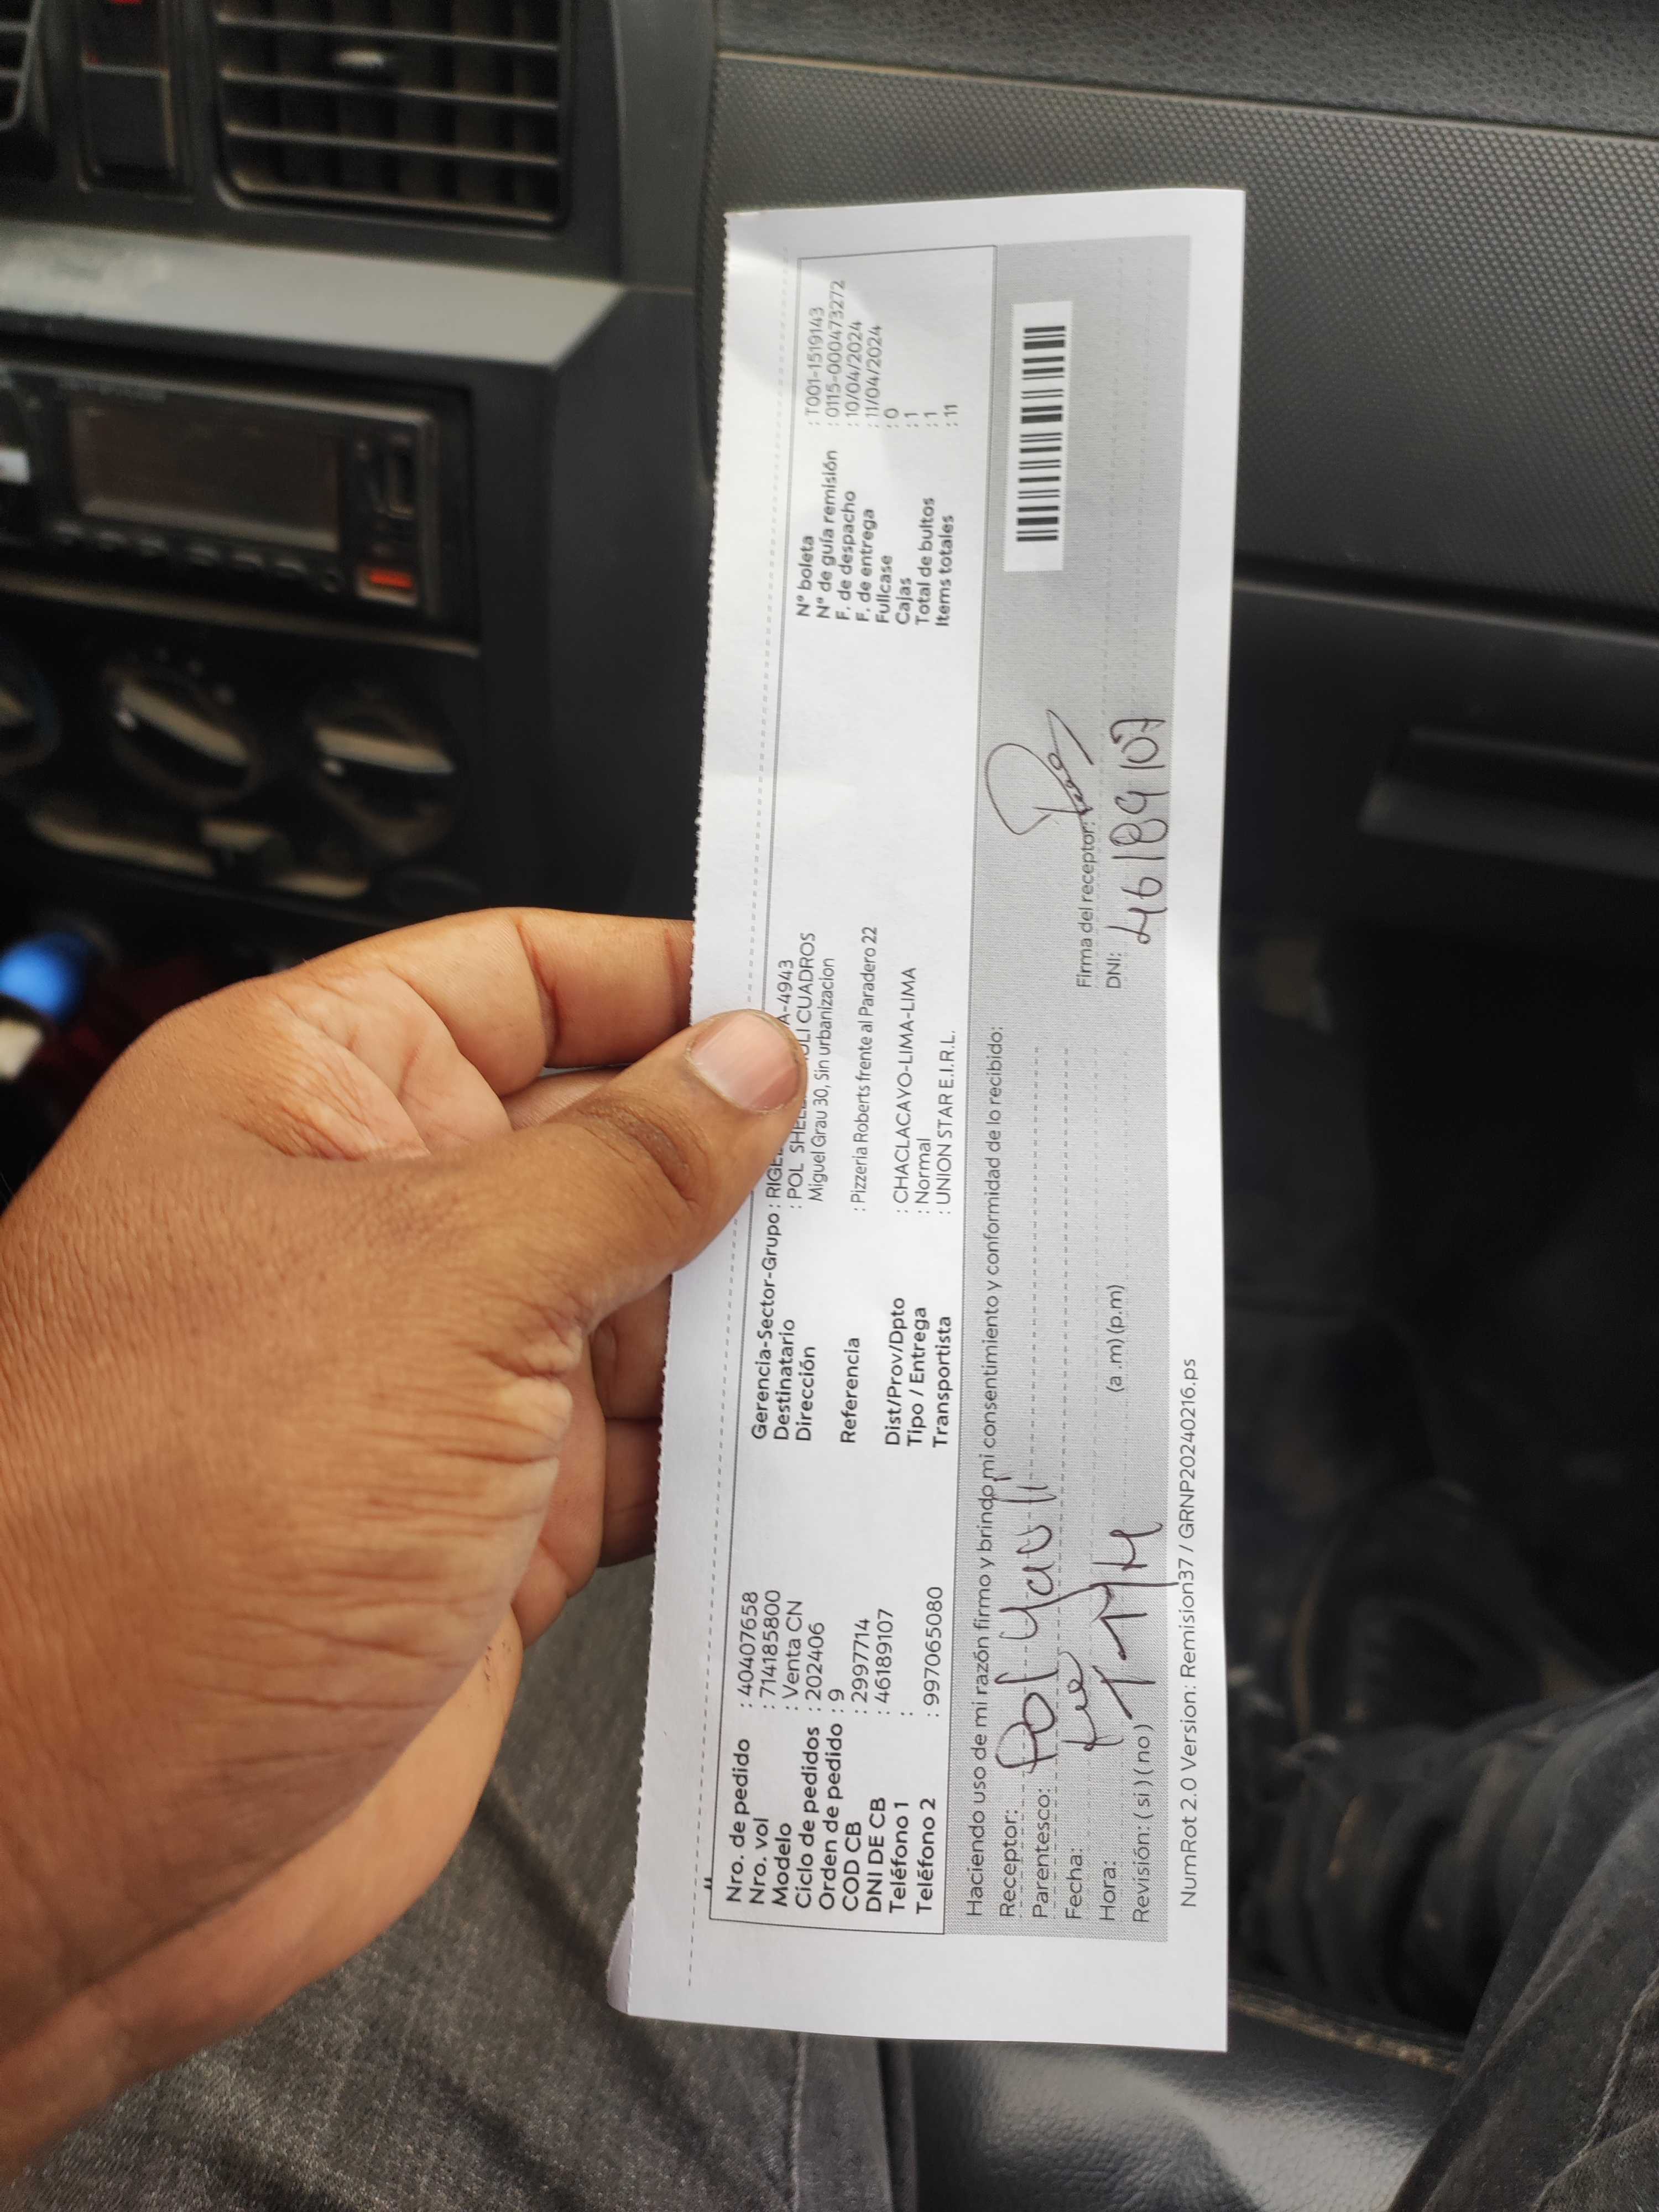 Nro. de pedido : 40407658
Nro. vol : 714185800
Modelo : Venta CN
Ciclo de pedidos : 202406
Orden de pedido : 9
COD CB : 2997714
DNI DE CB : 46189107
Teléfono 1 :
Teléfono 2 : 997065080
Gerencia-Sector-Grupo : A-4943
Destinatario : POL CUADROS
Dirección Miguel Grau 30, Sin urbanizacion
Referencia : Pizzeria Roberts frente al Paradero 22
Dist/Prov/Dpto : CHACLACAYO-LIMA-LIMA
Tipo / Entrega : Normal
Transportista : UNION STAR E.I.R.L.
N° boleta : T001-1519143
N° de guía remisión : 0115-000473272
F. de despacho : 10/04/2024
F. de entrega : 11/04/2024
Fullcase : 0
Cajas : 1
Total de bultos : 1
Items totales : 11
Haciendo uso de mi razón firmo y brindo mi consentimiento y conformidad de lo recibido:
Receptor: Pol Yauli
Parentesco:
Fecha:
Hora: (a .m) (p.m)
Revisión: ( si ) ( no )
Firma del receptor:
DNI: 46189107
NumRot 2.0 Version: Remision37 / GRNP20240216.ps